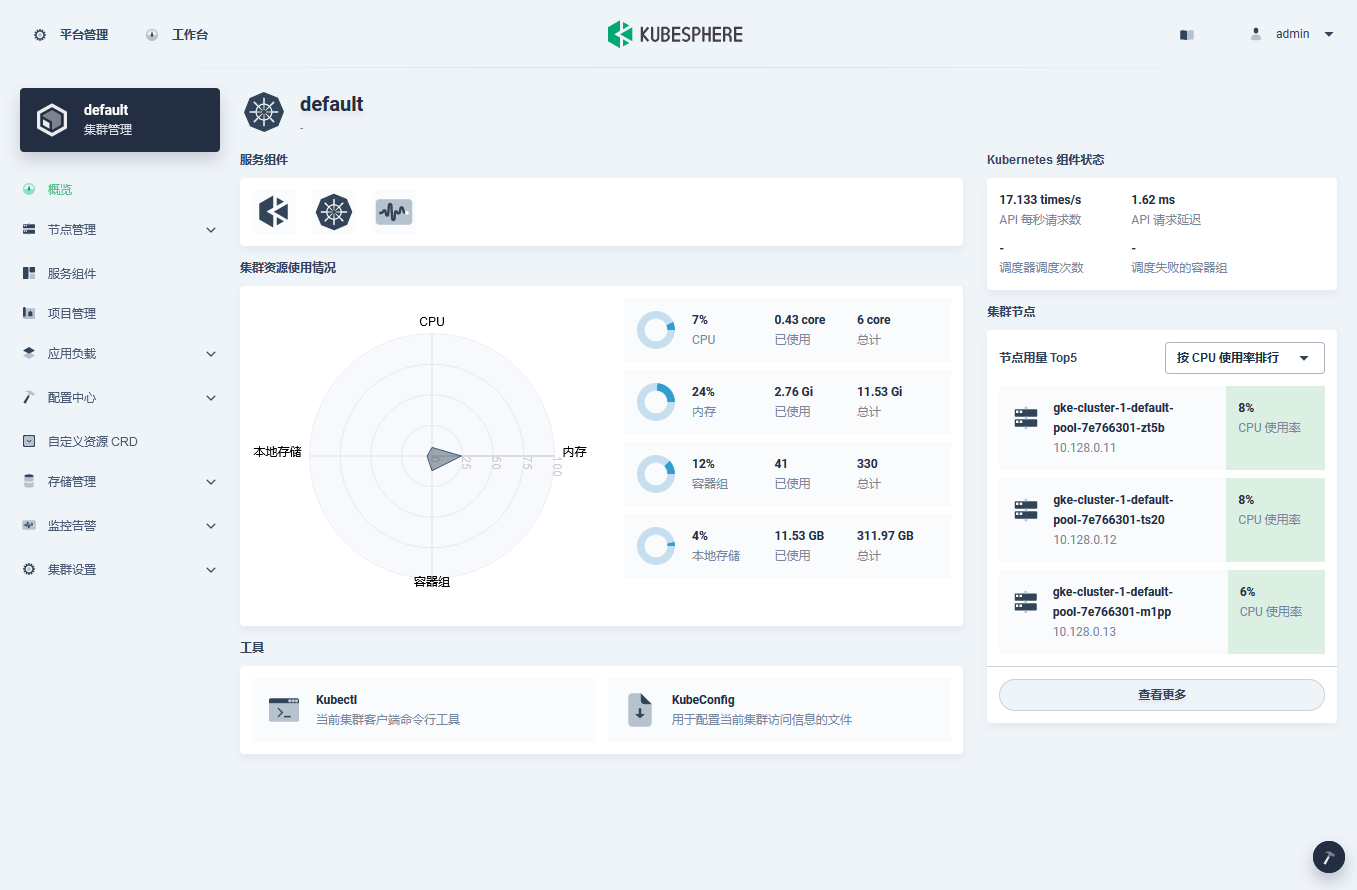 平台管理
工作台
KUBESPHERE
admin
default
集群管理
概览
节点管理
服务组件
项目管理
应用负载
配置中心
自定义资源 CRD
存储管理
监控告警
集群设置
default
-
服务组件
集群资源使用情况
CPU
内存
容器组
本地存储
0
25
50
75
100
7%
CPU
0.43 core
已使用
6 core
总计
24%
内存
2.76 Gi
已使用
11.53 Gi
总计
12%
容器组
41
已使用
330
总计
4%
本地存储
11.53 GB
已使用
311.97 GB
总计
工具
Kubectl
当前集群客户端命令行工具
KubeConfig
用于配置当前集群访问信息的文件
Kubernetes 组件状态
17.133 times/s
API 每秒请求数
1.62 ms
API 请求延迟
-
调度器调度次数
-
调度失败的容器组
集群节点
节点用量 Top5
按 CPU 使用率排行
gke-cluster-1-default-
pool-7e766301-zt5b
10.128.0.11
8%
CPU 使用率
gke-cluster-1-default-
pool-7e766301-ts20
10.128.0.12
8%
CPU 使用率
gke-cluster-1-default-
pool-7e766301-m1pp
10.128.0.13
6%
CPU 使用率
查看更多